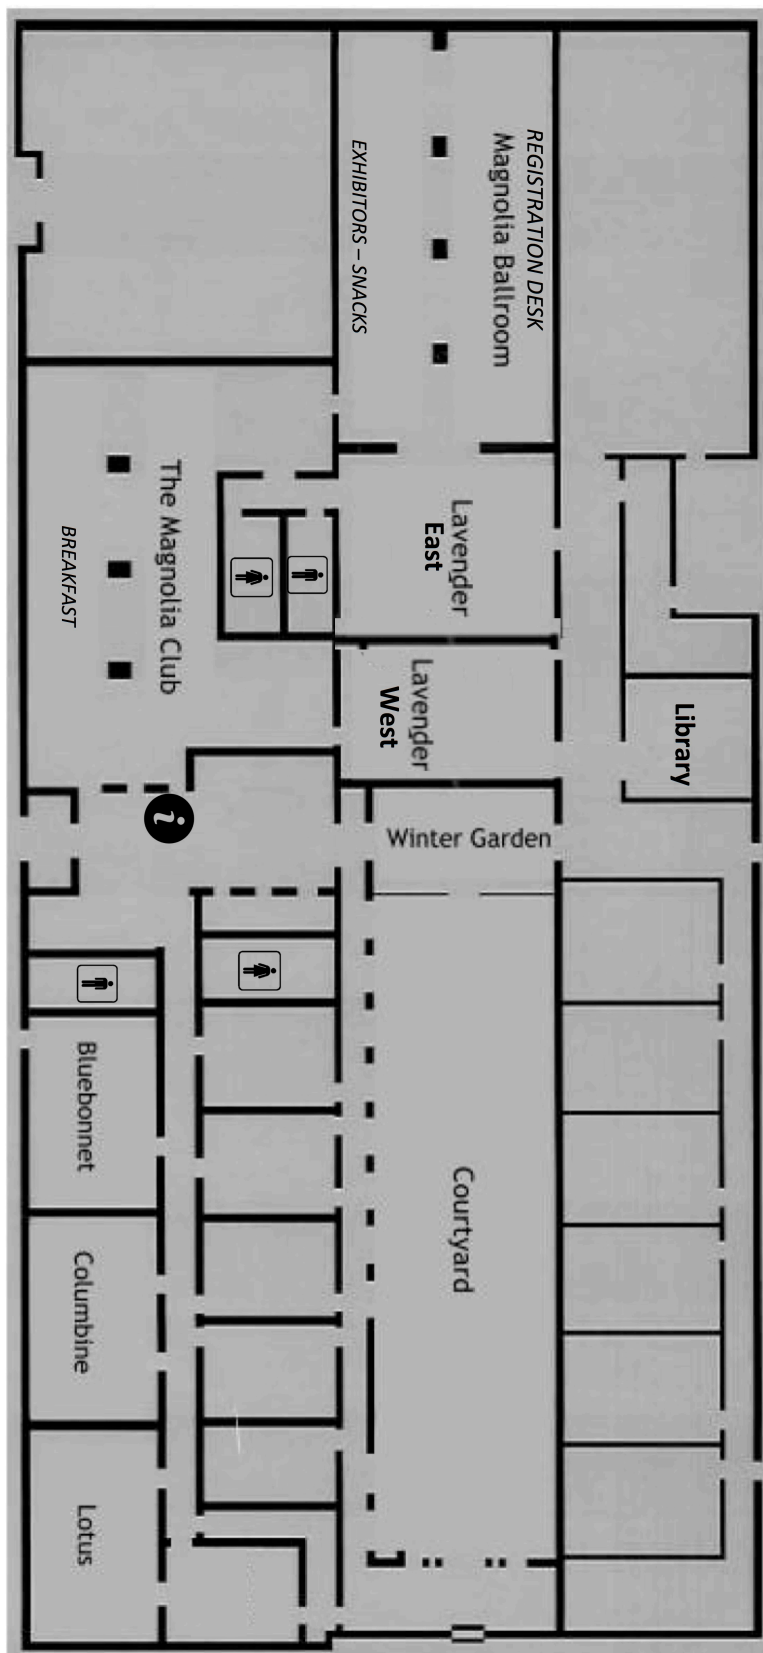 REGISTRATION DESK
Magnolia Ballroom
EXHIBITORS – SNACKS
Lavender
East
The Magnolia Club
BREAKFAST
Lavender
West
Library
i
Winter Garden
Bluebonnet
Courtyard
Columbine
Lotus